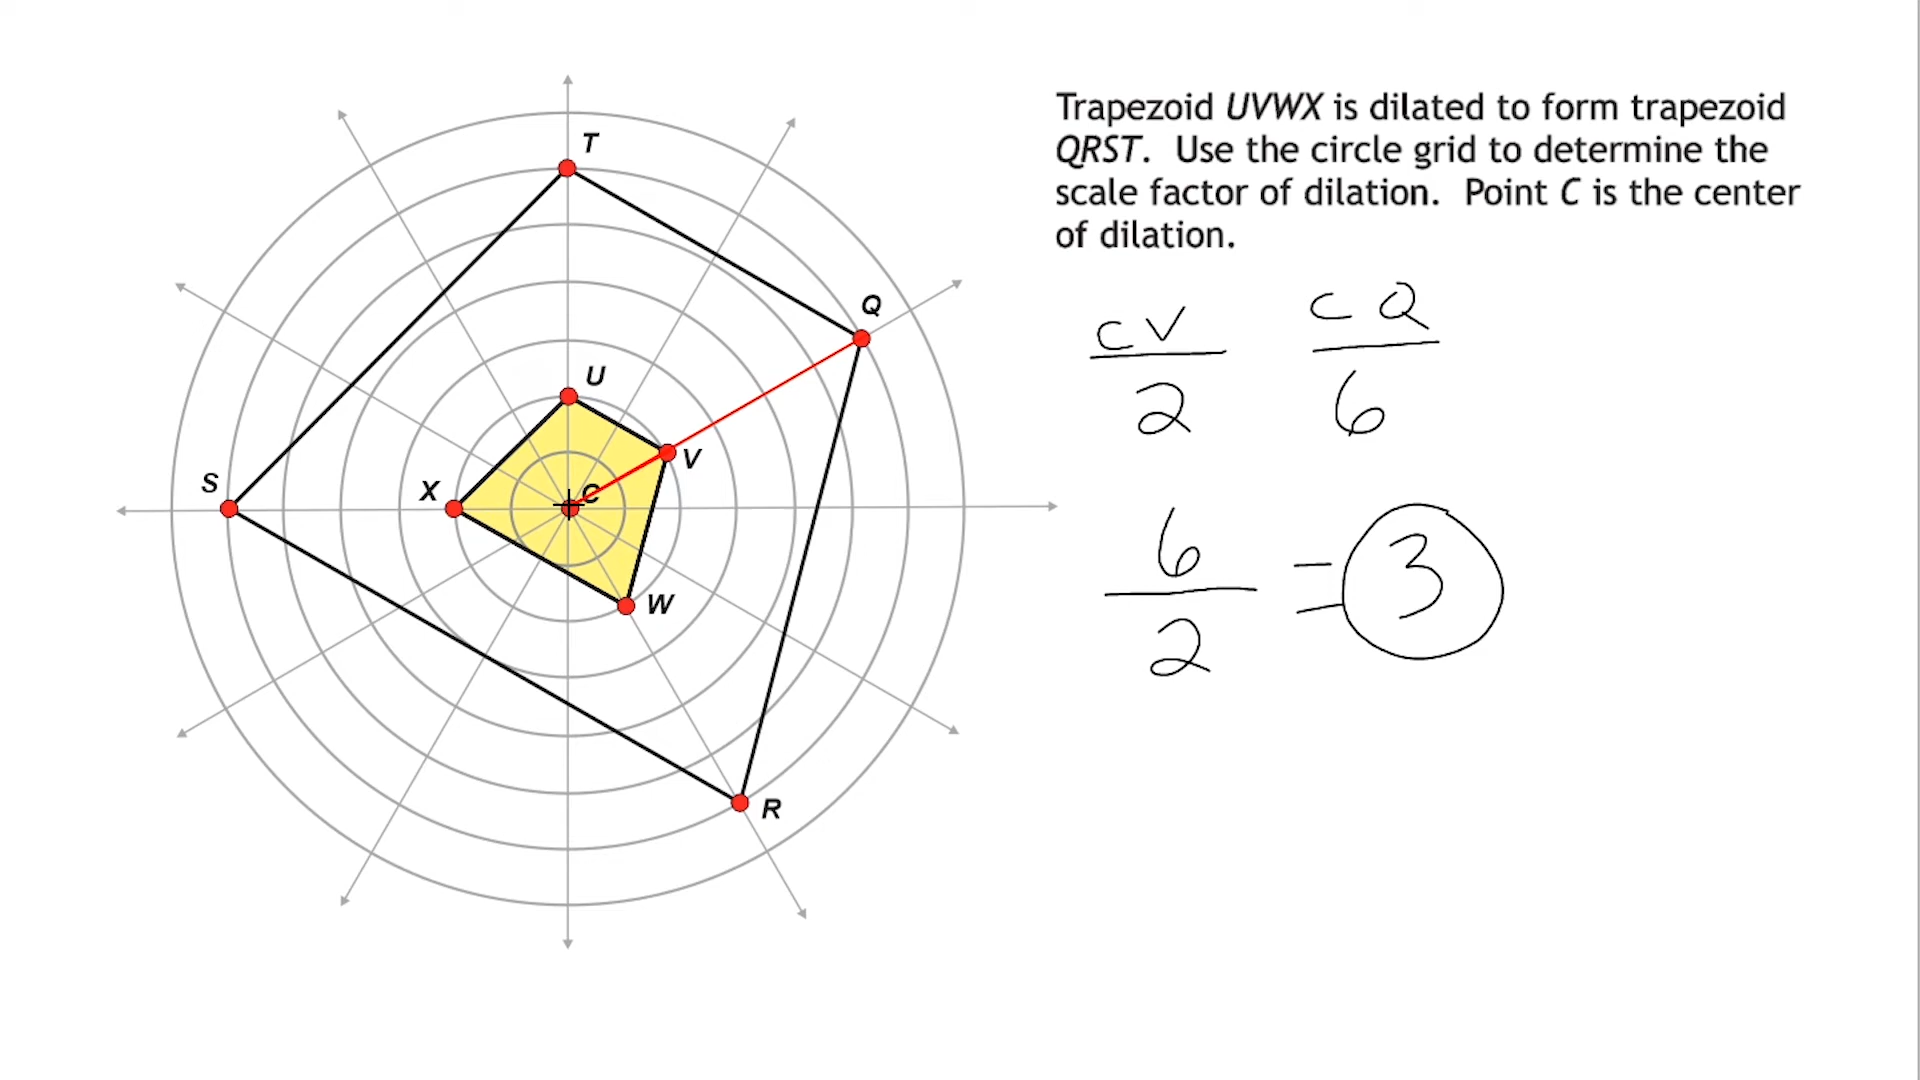 Trapezoid UVWX is dilated to form trapezoid
QRST. Use the circle grid to determine the
scale factor of dilation. Point C is the center
of dilation.
T
Q
U
V
S
X
C
W
R
CV
2
CQ
6
6
2
= 3